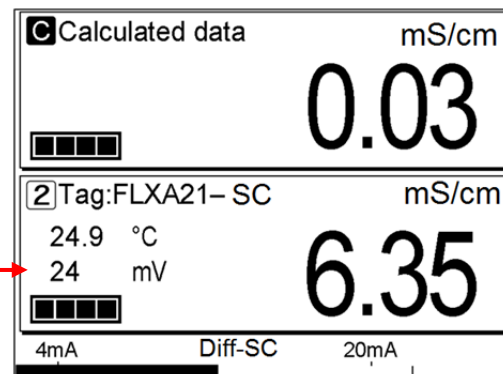 C Calculated data mS/cm
0.03
2 Tag:FLXA21– SC mS/cm
24.9 °C
24 mV
6.35
4mA Diff-SC 20mA